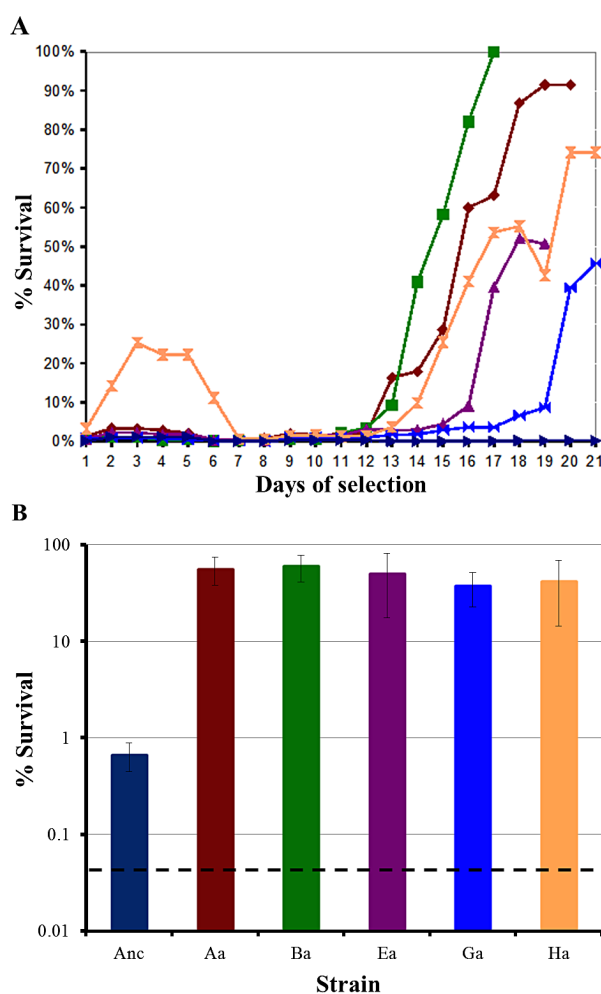 A
100%
90%
80%
70%
60%
50%
40%
30%
20%
10%
0%
% Survival
1 2 3 4 5 6 7 8 9 10 11 12 13 14 15 16 17 18 19 20 21
Days of selection
B
100
10
1
0.1
0.01
% Survival
Anc Aa Ba Ea Ga Ha
Strain